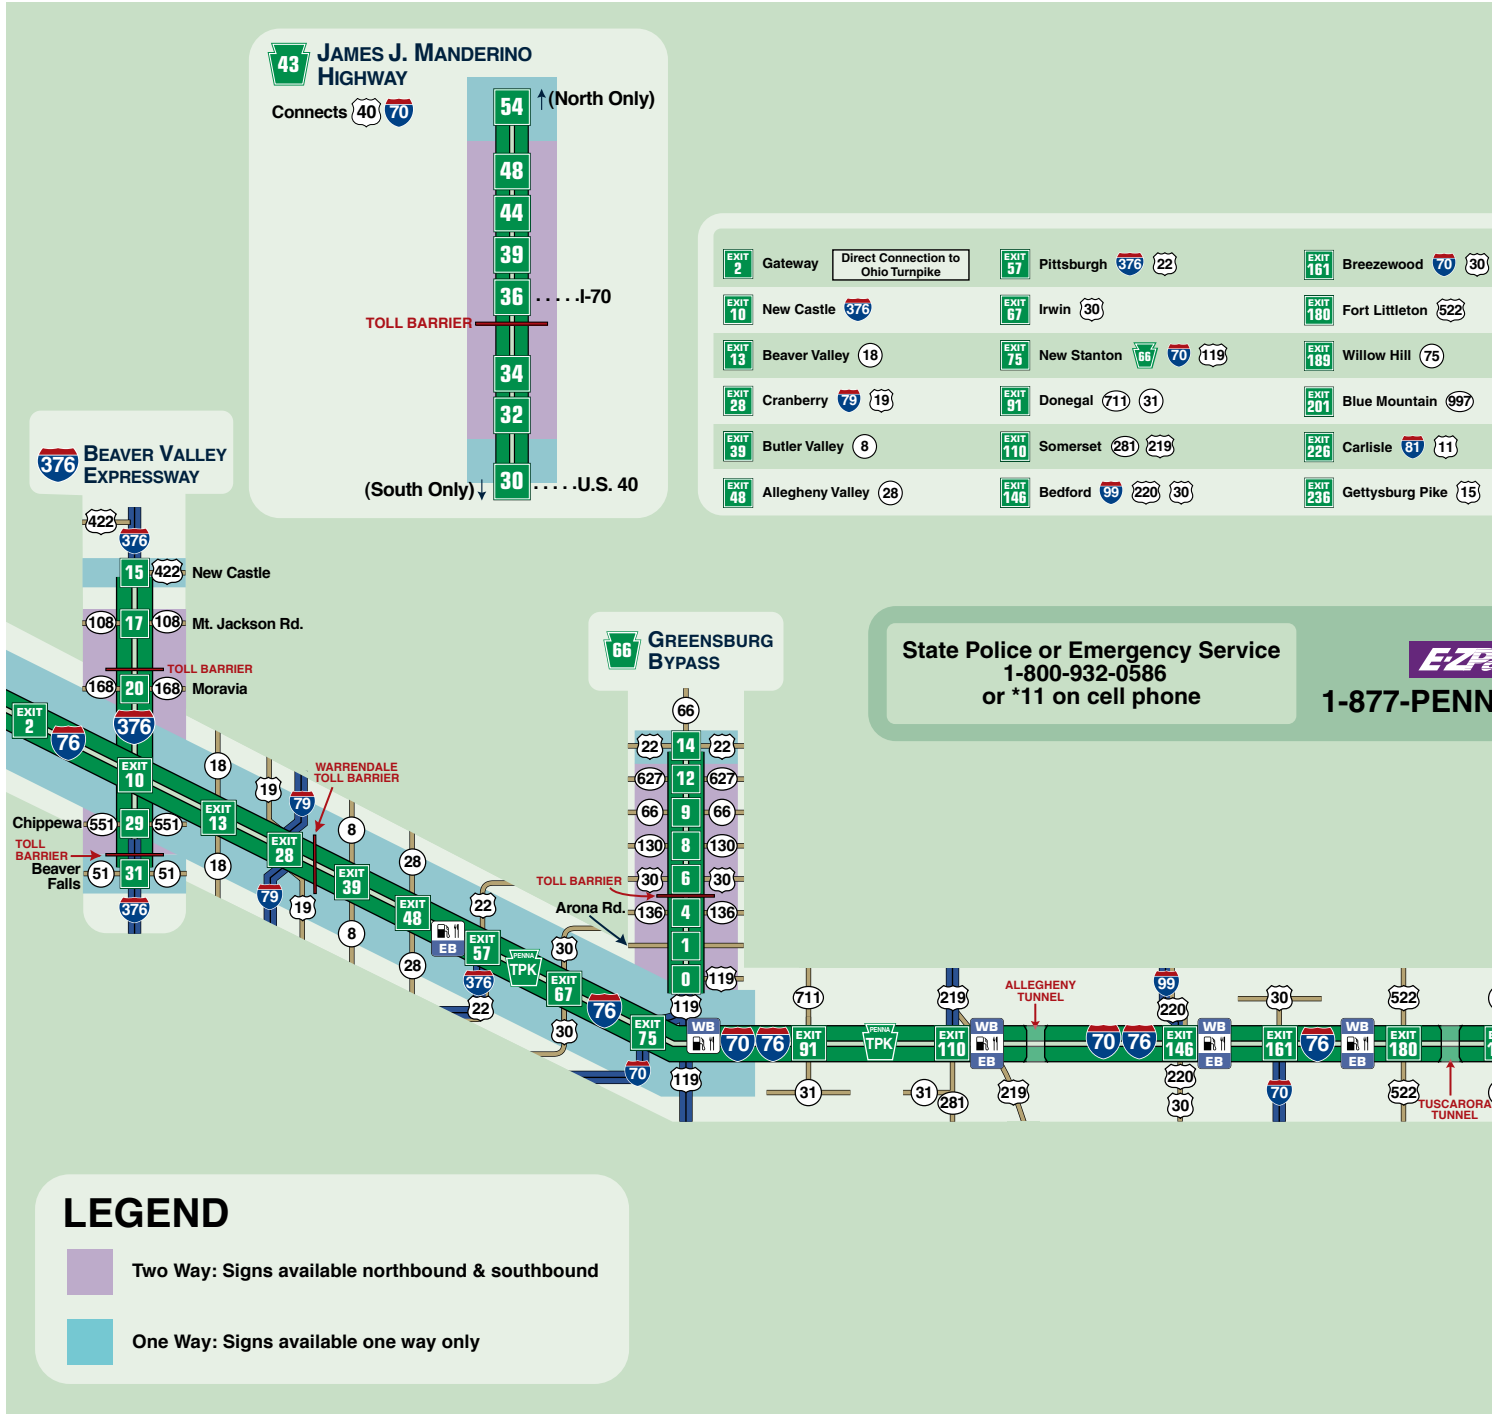 43 JAMES J. MANDERINO
HIGHWAY
Connects 40 70
54 (North Only)
48
44
39
36 .....I-70
TOLL BARRIER
34
32
(South Only) 30 .....U.S. 40
EXIT 2 Gateway Direct Connection to
Ohio Turnpike
EXIT 10 New Castle 376
EXIT 13 Beaver Valley 18
EXIT 28 Cranberry 79 19
EXIT 39 Butler Valley 8
EXIT 48 Allegheny Valley 28
EXIT 57 Pittsburgh 376 22
EXIT 67 Irwin 30
EXIT 75 New Stanton 66 70 119
EXIT 91 Donegal 711 31
EXIT 110 Somerset 281 219
EXIT 146 Bedford 99 220 30
EXIT 161 Breezewood 70 30
EXIT 180 Fort Littleton 522
EXIT 189 Willow Hill 75
EXIT 201 Blue Mountain 997
EXIT 226 Carlisle 81 11
EXIT 236 Gettysburg Pike 15
376 BEAVER VALLEY
EXPRESSWAY
422
376
15 422 New Castle
108 17 108 Mt. Jackson Rd.
TOLL BARRIER
168 20 168 Moravia
376
EXIT 2
76
EXIT 10
Chippewa 551 29 551
TOLL
BARRIER
Beaver
Falls
51 31 51
376
18
EXIT 13
18
19
79
EXIT 28
79
19
WARRENDALE
TOLL BARRIER
8
EXIT 39
8
28
EXIT 48
28
EB
22
EXIT 57
376
22
PENNA
TPK
30
EXIT 67
30
76
EXIT 75
70
66 GREENSBURG
BYPASS
66
22 14 22
627 12 627
66 9 66
130 8 130
30 6 30
TOLL BARRIER
136 4 136
Arona Rd.
1
0 119
119
119
State Police or Emergency Service
1-800-932-0586
or *11 on cell phone
1-877-PENN
WB
70 76
711
EXIT 91
31
PENNA
TPK
219
EXIT 110
31 281
WB
EB
219
ALLEGHENY
TUNNEL
70 76
99
220
EXIT 146
220
30
WB
EB
30
EXIT 161
70
76
WB
EB
522
EXIT 180
522
TUSCARORA
TUNNEL
LEGEND
Two Way: Signs available northbound & southbound
One Way: Signs available one way only